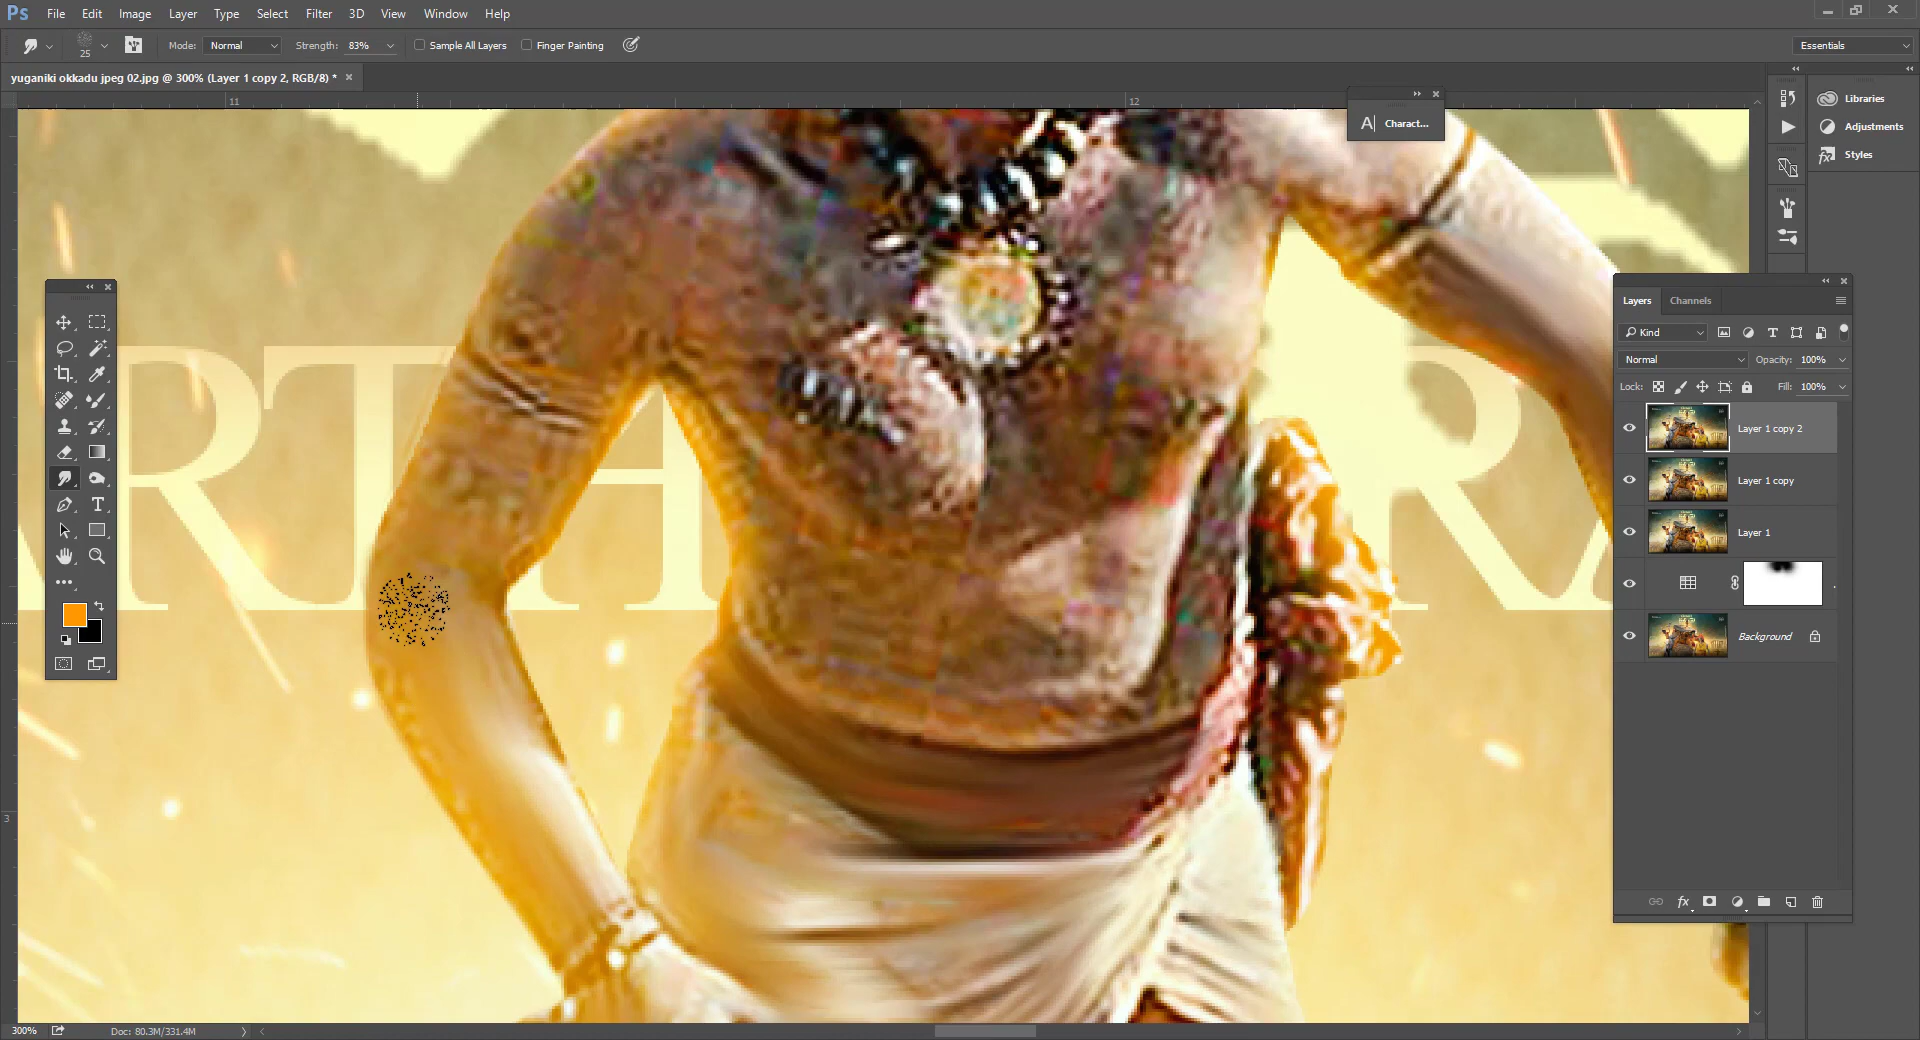 Ps File Edit Image Layer Type Select Filter 3D View Window Help
25 Mode: Normal Strength: 83% Sample All Layers Finger Painting Essentials
yuganiki okkadu jpeg 02.jpg @ 300% (Layer 1 copy 2, RGB/8) * ×
11 12
A Charact...
Libraries
Adjustments
Styles
Layers Channels
Kind
Normal Opacity: 100%
Lock: Fill: 100%
Layer 1 copy 2
Layer 1 copy
Layer 1
Background
fx
3
300% Doc: 80.3M/331.4M